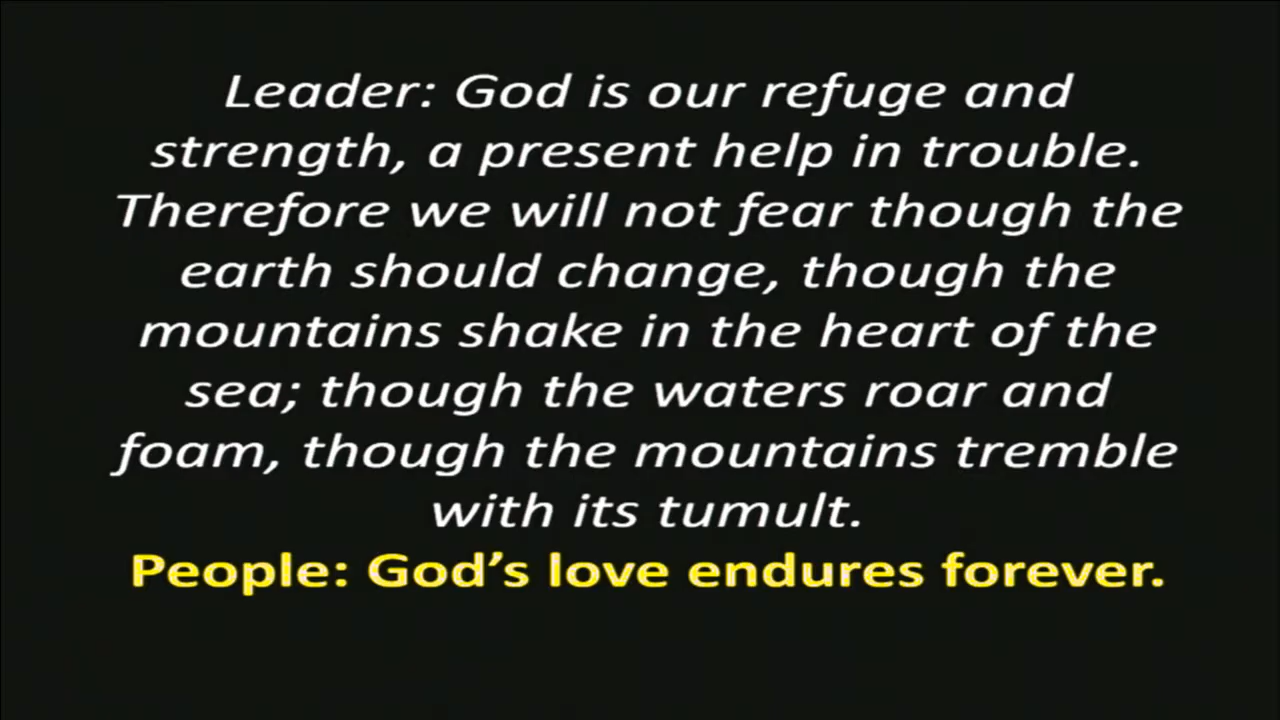 Leader: God is our refuge and
strength, a present help in trouble.
Therefore we will not fear though the
earth should change, though the
mountains shake in the heart of the
sea; though the waters roar and
foam, though the mountains tremble
with its tumult.
People: God’s love endures forever.